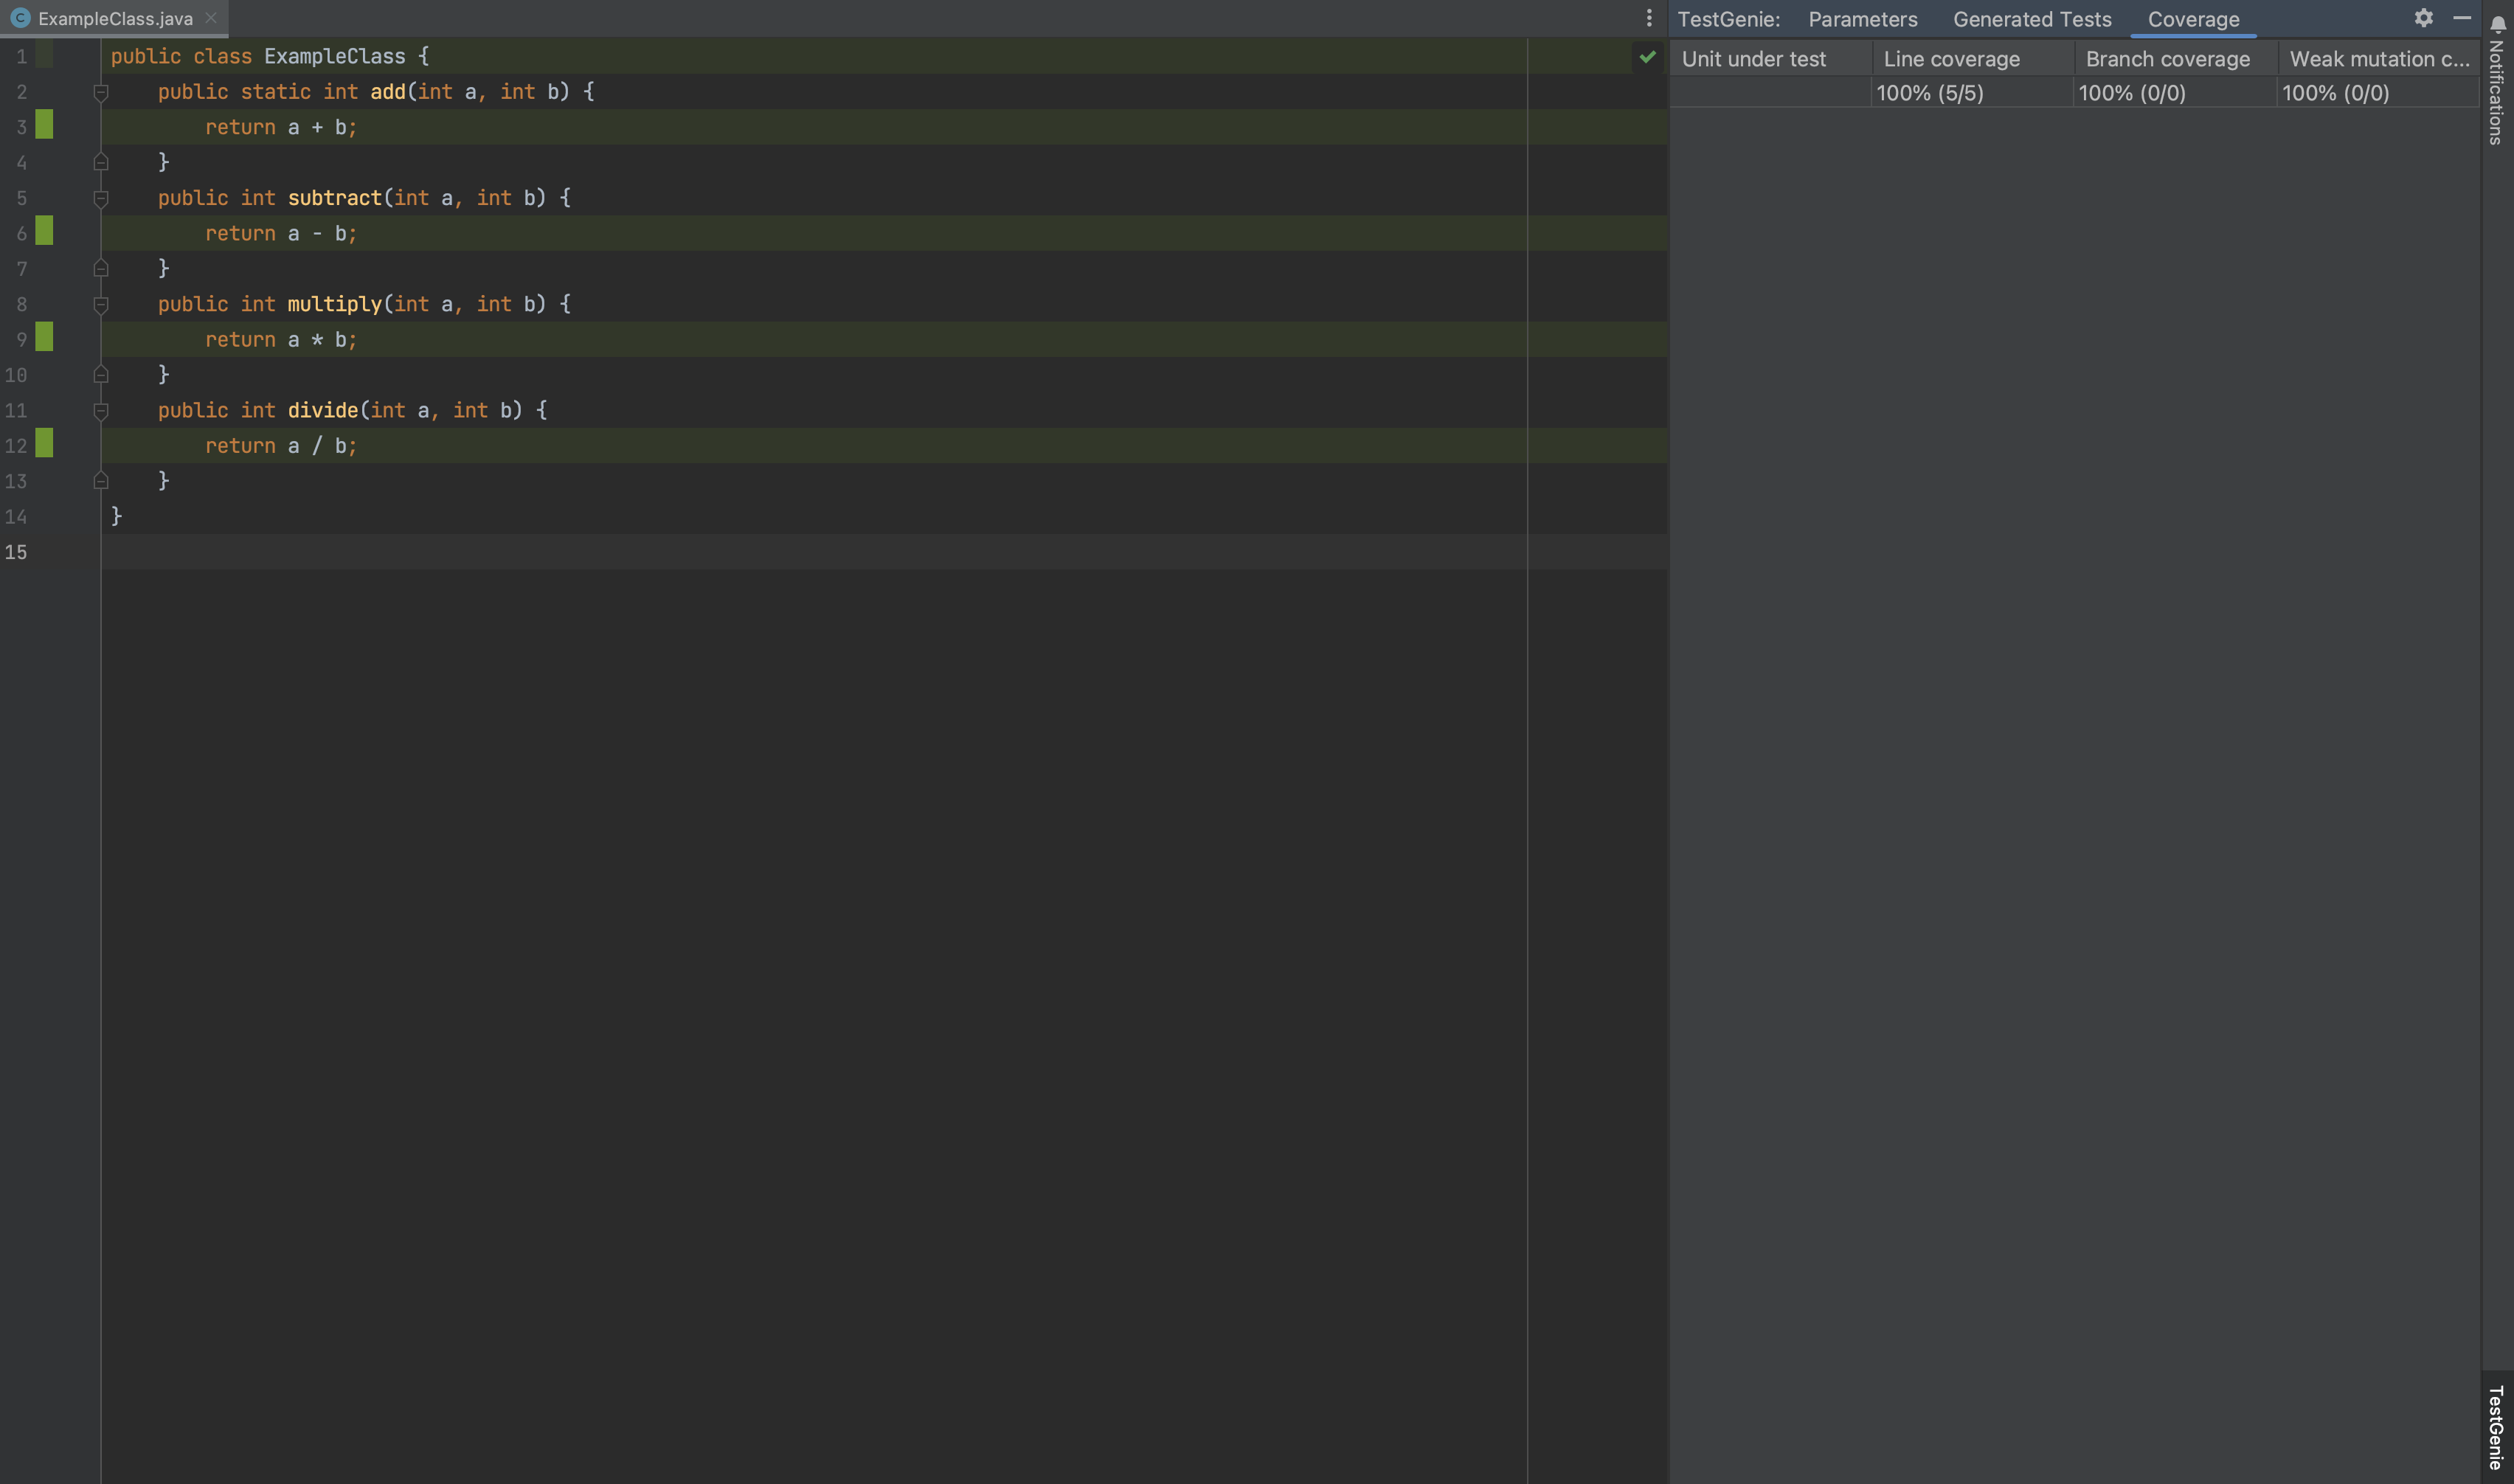 ExampleClass.java
1 public class ExampleClass {
2 public static int add(int a, int b) {
3 return a + b;
4 }
5 public int subtract(int a, int b) {
6 return a - b;
7 }
8 public int multiply(int a, int b) {
9 return a * b;
10 }
11 public int divide(int a, int b) {
12 return a / b;
13 }
14 }
15
TestGenie: Parameters Generated Tests Coverage
Unit under test Line coverage Branch coverage Weak mutation c...
100% (5/5) 100% (0/0) 100% (0/0)
Notifications
TestGenie